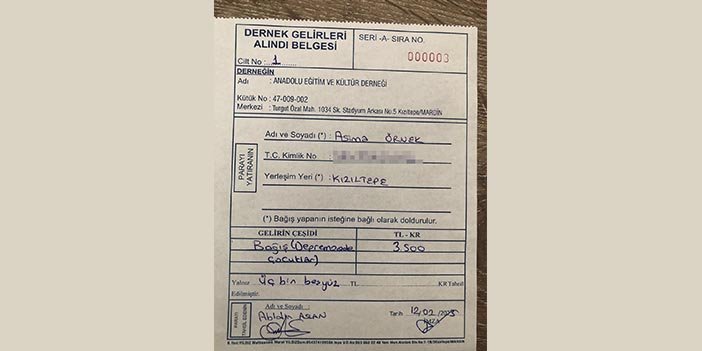 DERNEK GELİRLERİ
ALINDI BELGESİ
SERİ -A- SIRA NO.
000003
Cilt No : 1
DERNEĞİN
Adı : ANADOLU EĞİTİM VE KÜLTÜR DERNEĞİ
Kütük No : 47-009-002
Merkezi : Turgut Özal Mah. 1034 Sk. Stadyum Arkası No:5 Kızıltepe/MARDİN
PARAYI YATIRANIN
Adı ve Soyadı (*) : Asima ÖRNEK
T.C. Kimlik No :
Yerleşim Yeri (*) : KIZILTEPE
(*) Bağış yapanın isteğine bağlı olarak doldurulur.
GELİRİN ÇEŞİDİ TL - KR
Bağış (Depremzede 3.500
çocuklar)
Yalnız Üç bin beşyüz TL. KR Tahsil
Edilmiştir.
PARAYI TAHSİL EDENİN
Adı ve Soyadı :
ASLAN
Tarih 12/02/2023
İMZA